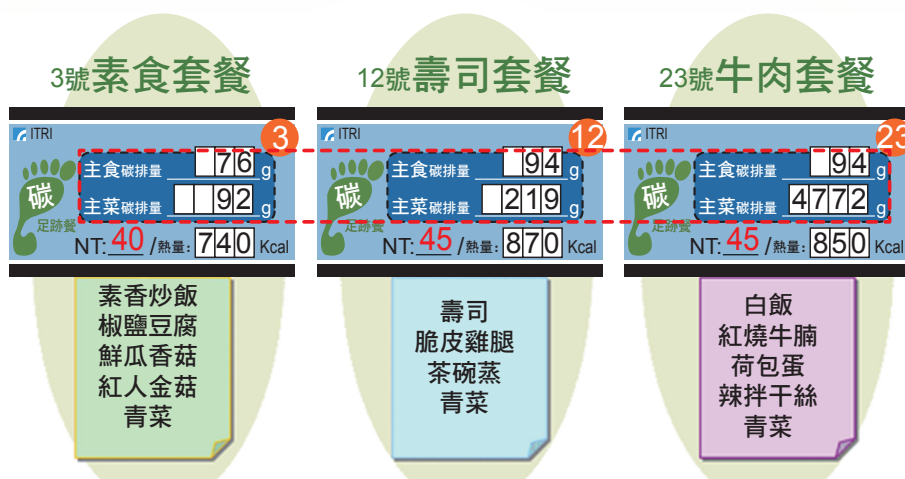 3號素食套餐
ITRI
3
主食碳排量 76 g
主菜碳排量 92 g
碳
足跡餐
NT: 40 /熱量: 740 Kcal
素香炒飯
椒鹽豆腐
鮮瓜香菇
紅人金菇
青菜
12號壽司套餐
ITRI
12
主食碳排量 94 g
主菜碳排量 219 g
碳
足跡餐
NT: 45 /熱量: 870 Kcal
壽司
脆皮雞腿
茶碗蒸
青菜
23號牛肉套餐
ITRI
23
主食碳排量 94 g
主菜碳排量 4772 g
碳
足跡餐
NT: 45 /熱量: 850 Kcal
白飯
紅燒牛腩
荷包蛋
辣拌干絲
青菜